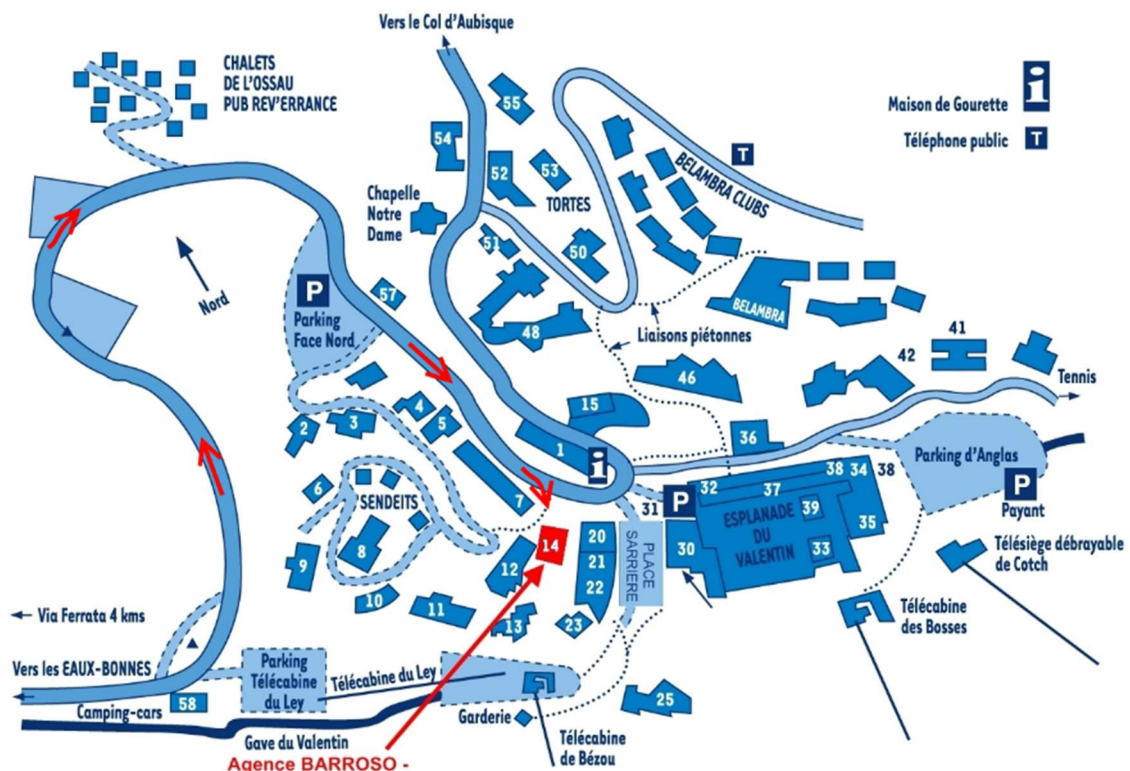 Vers le Col d'Aubisque
CHALETS
DE L'OSSAU
PUB REV'ERRANCE
Maison de Gourette
i
Téléphone public
T
55
54
52
53
TORTES
T
BELAMBRA CLUBS
Chapelle
Notre
Dame
51
50
Nord
P
Parking
Face Nord
57
48
BELAMBRA
Liaisons piétonnes
41
42
46
Tennis
15
4
5
3
2
1
i
36
7
6
SENDEITS
8
9
10
11
12
13
14
20
21
22
23
31
PLACE
SARRIERE
P
30
32
37
38
34
38
ESPLANADE
DU
VALENTIN
39
33
35
Parking d'Anglas
P
Payant
Télésiège débrayable
de Cotch
Télécabine
des Bosses
Via Ferrata 4 kms
Vers les EAUX-BONNES
Parking
Télécabine
du Ley
Télécabine du Ley
58
Camping-cars
25
Garderie
Gave du Valentin
Télécabine
de Bézou
Agence BARROSO -